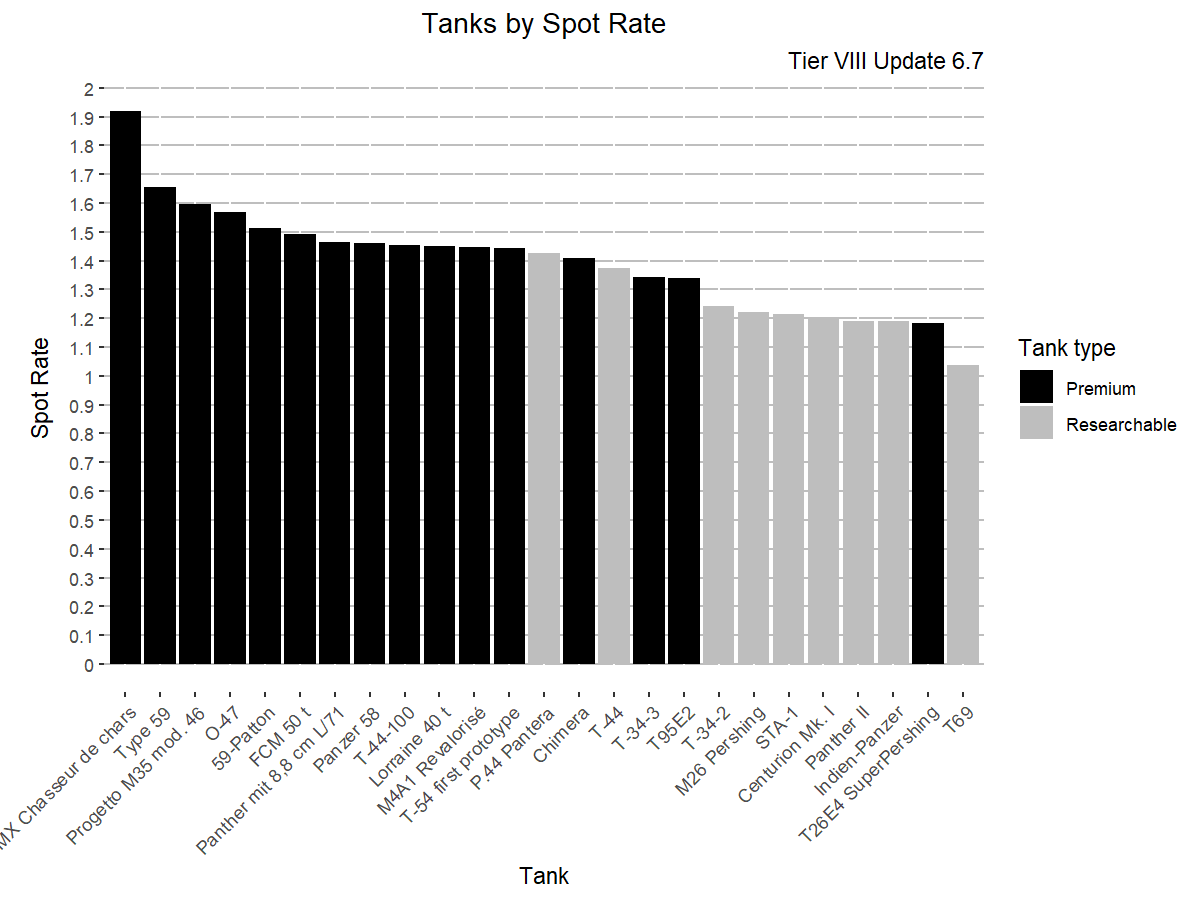 Tanks by Spot Rate
Tier VIII Update 6.7
Spot Rate
2
1.9
1.8
1.7
1.6
1.5
1.4
1.3
1.2
1.1
1
0.9
0.8
0.7
0.6
0.5
0.4
0.3
0.2
0.1
0
MX Chasseur de chars
Type 59
Progetto M35 mod. 46
O-47
59-Patton
FCM 50 t
Panther mit 8,8 cm L/71
Panzer 58
T-44-100
Lorraine 40 t
M4A1 Revalorisé
T-54 first prototype
P.44 Pantera
Chimera
T-44
T-34-3
T95E2
T-34-2
M26 Pershing
STA-1
Centurion Mk. I
Panther II
Indien-Panzer
T26E4 SuperPershing
T69
Tank
Tank type
Premium
Researchable